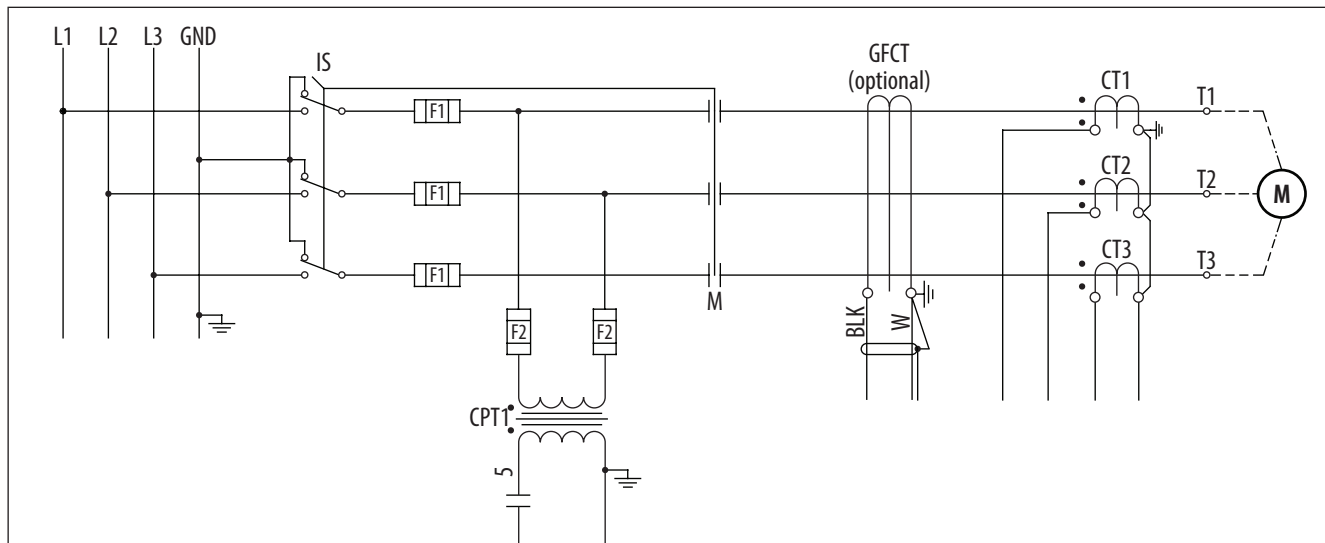 L1 L2 L3 GND
IS
GFCT
(optional)
CT1
T1
F1
CT2
T2
F1
M
CT3
T3
F1
M
BLK
W
F2
F2
CPT1
5